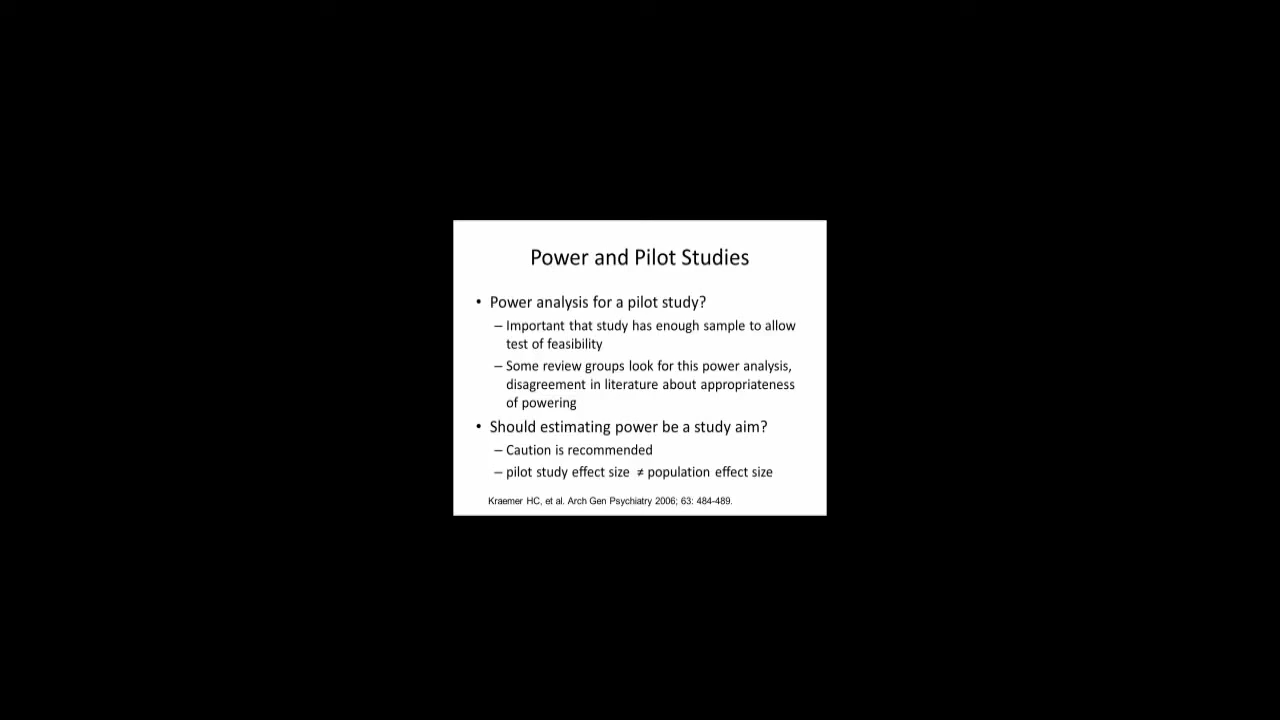 Power and Pilot Studies
• Power analysis for a pilot study?
– Important that study has enough sample to allow
test of feasibility
– Some review groups look for this power analysis,
disagreement in literature about appropriateness
of powering
• Should estimating power be a study aim?
– Caution is recommended
– pilot study effect size ≠ population effect size
Kraemer HC, et al. Arch Gen Psychiatry 2006; 63: 484-489.